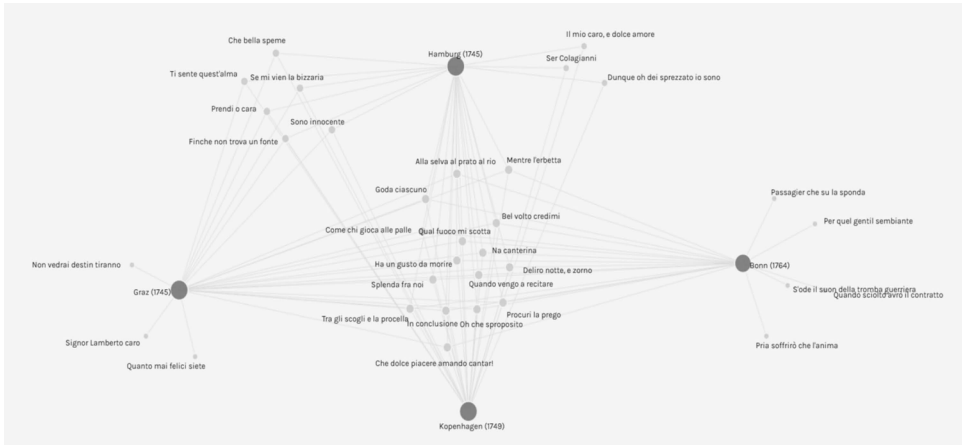 Il mio caro, e dolce amore
Che bella speme
Hamburg (1745)
Ser Colagianni
Ti sente quest'alma
Se mi vien la bizzaria
Dunque oh dei sprezzato io sono
Prendi o cara
Sono innocente
Finche non trova un fonte
Alla selva al prato al rio
Mentre l'erbetta
Goda ciascuno
Passagier che su la sponda
Bel volto credimi
Per quel gentil sembiante
Come chi gioca alle palle
Qual fuoco mi scotta
Na canterina
Non vedrai destin tiranno
Ha un gusto da morire
Bonn (1764)
Deliro notte, e zorno
Splenda fra noi
Quando vengo a recitare
Graz (1745)
S'ode il suon della tromba guerriera
Quando sciolto avrò il contratto
Tra gli scogli e la procella
In conclusione
Oh che sproposito
Procuri la prego
Signor Lamberto caro
Pria soffrirò che l'anima
Quanto mai felici siete
Che dolce piacere amando cantar!
Kopenhagen (1749)